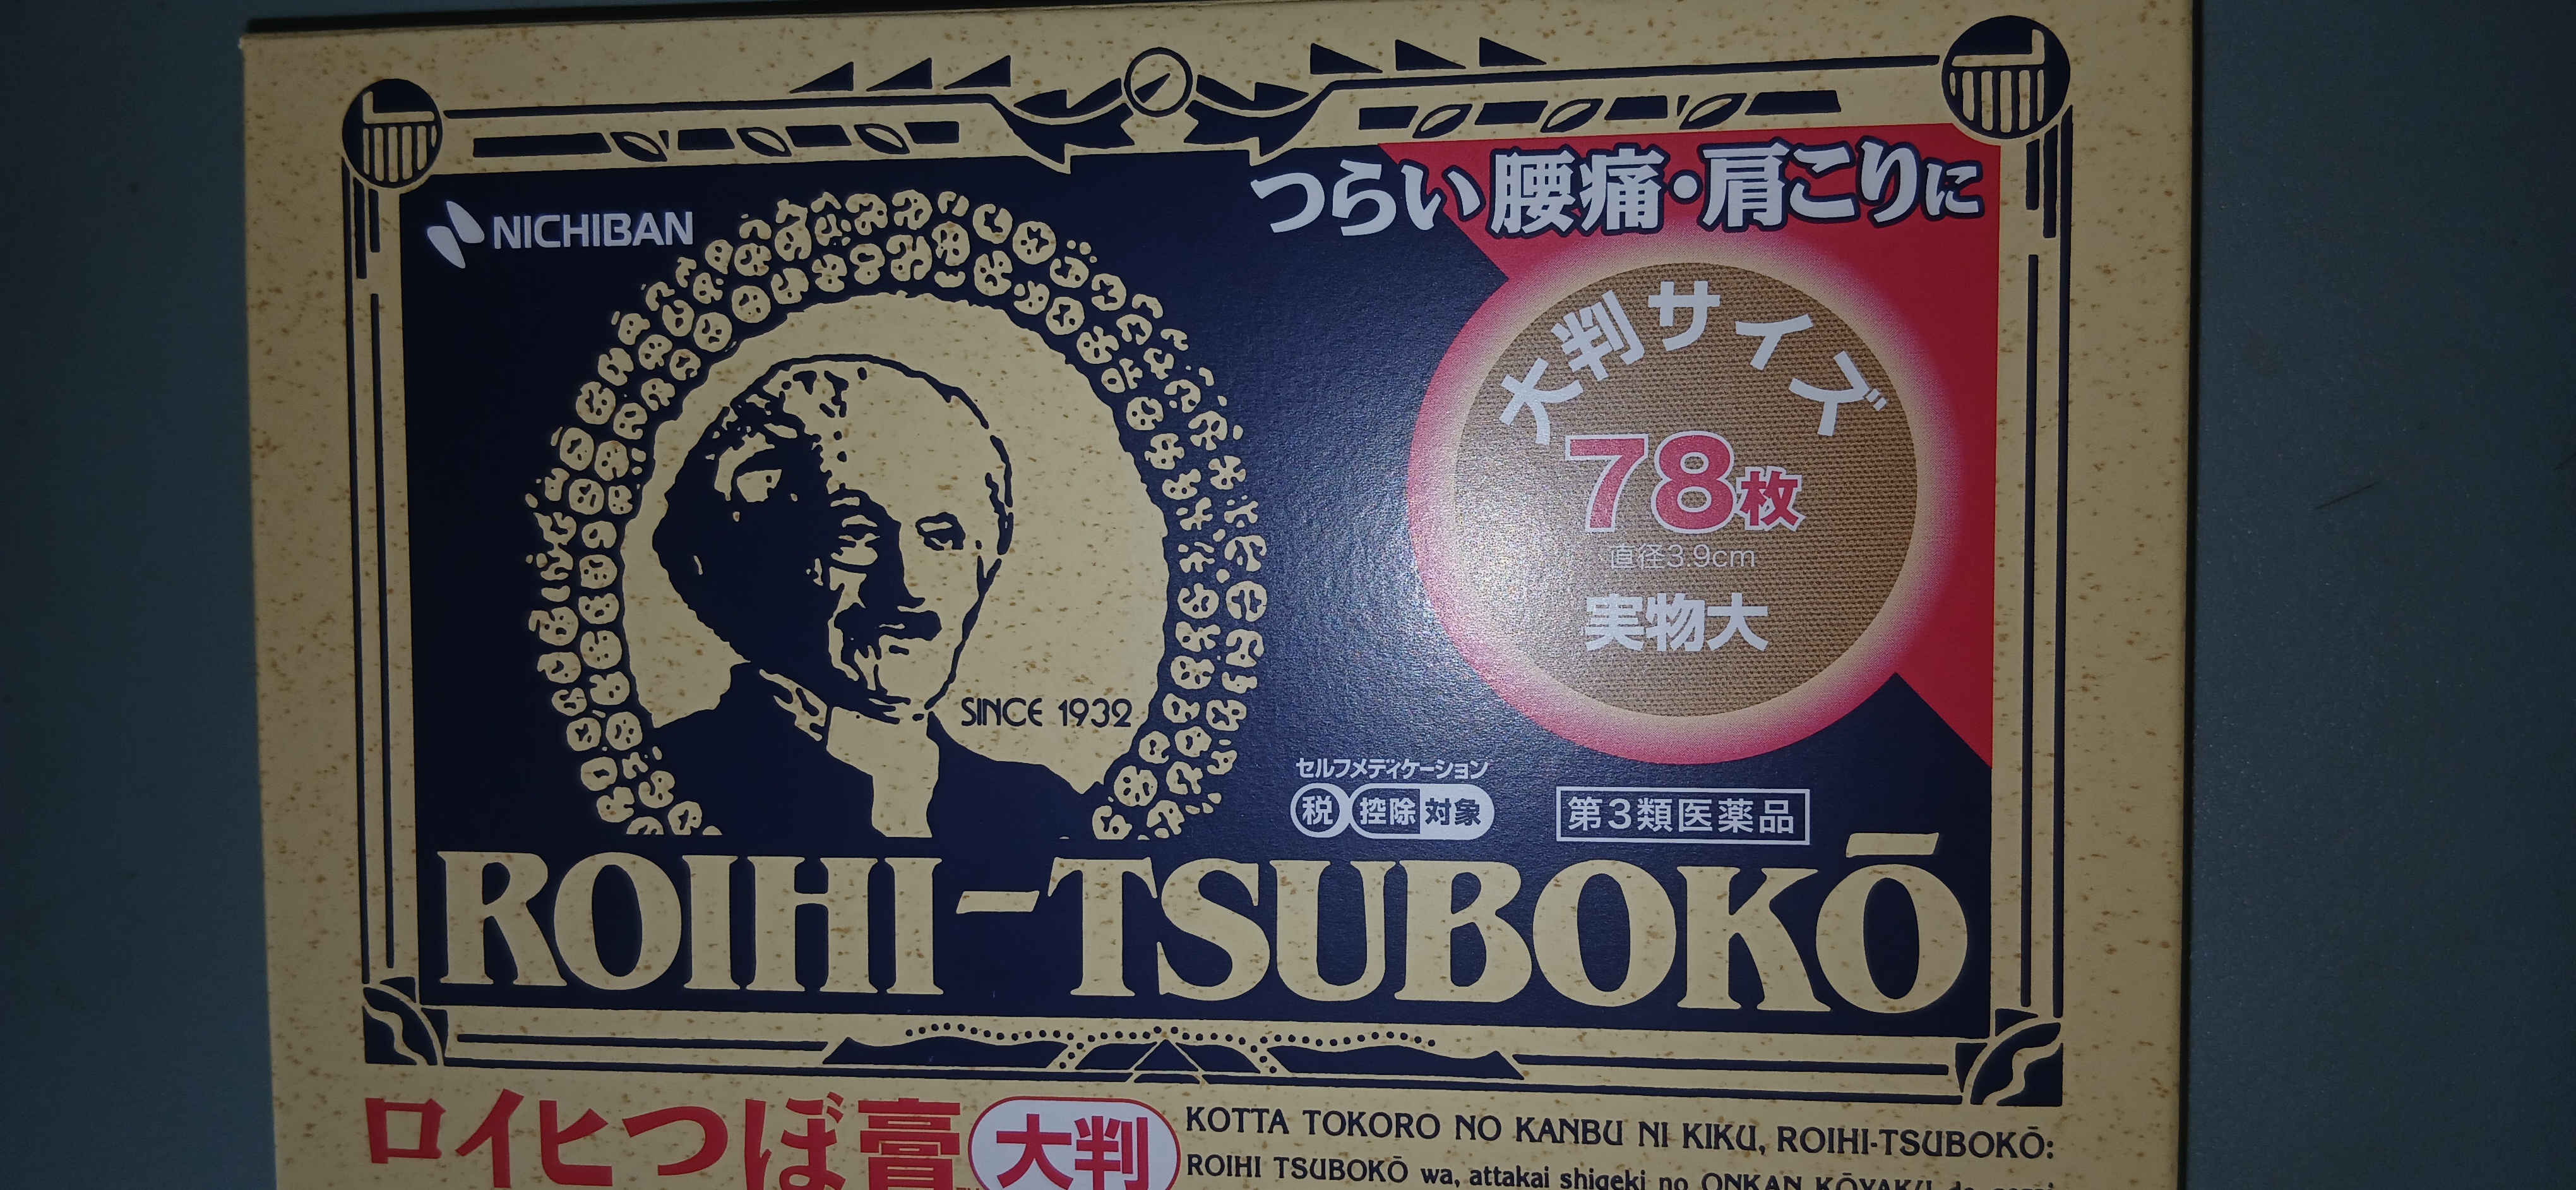 NICHIBAN
つらい腰痛・肩こりに
大判サイズ
78枚
直径3.9cm
実物大
SINCE 1932
セルフメディケーション
税 控除 対象
第3類医薬品
ROIHI-TSUBOKŌ
ロイヒつぼ膏 大判
KOTTA TOKORO NO KANBU NI KIKU, ROIHI-TSUBOKŌ:
ROIHI TSUBOKŌ wa, attakai shigeki no ONKAN KŌYAKU de